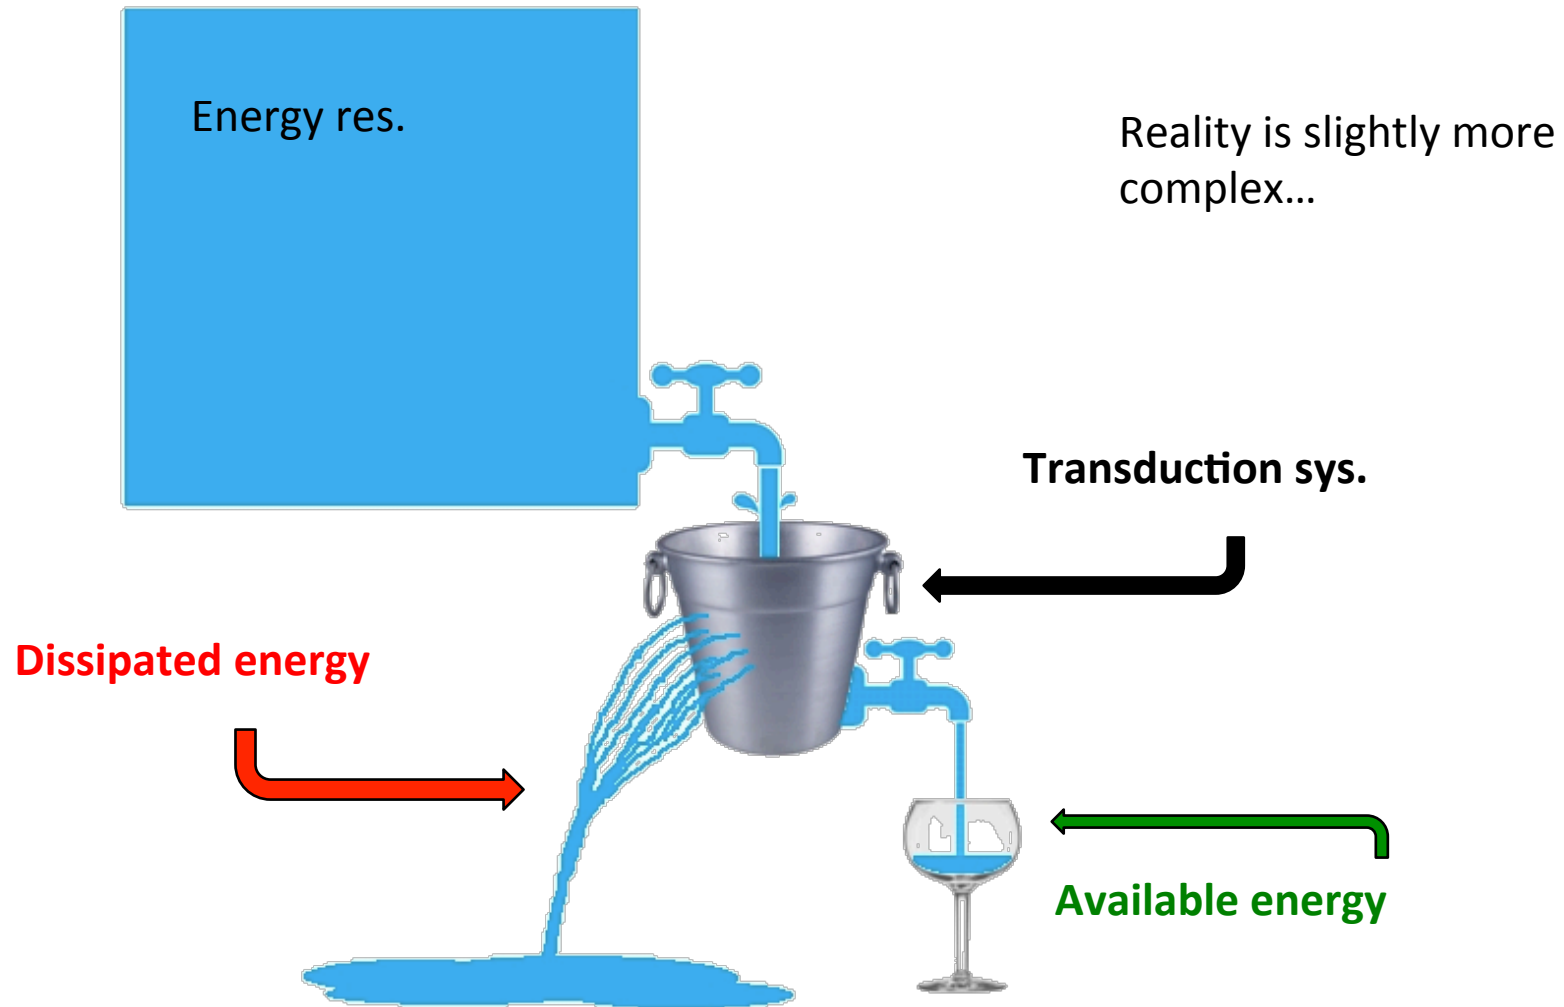 Energy res.
Reality is slightly more
complex...
Transduction sys.
Dissipated energy
Available energy